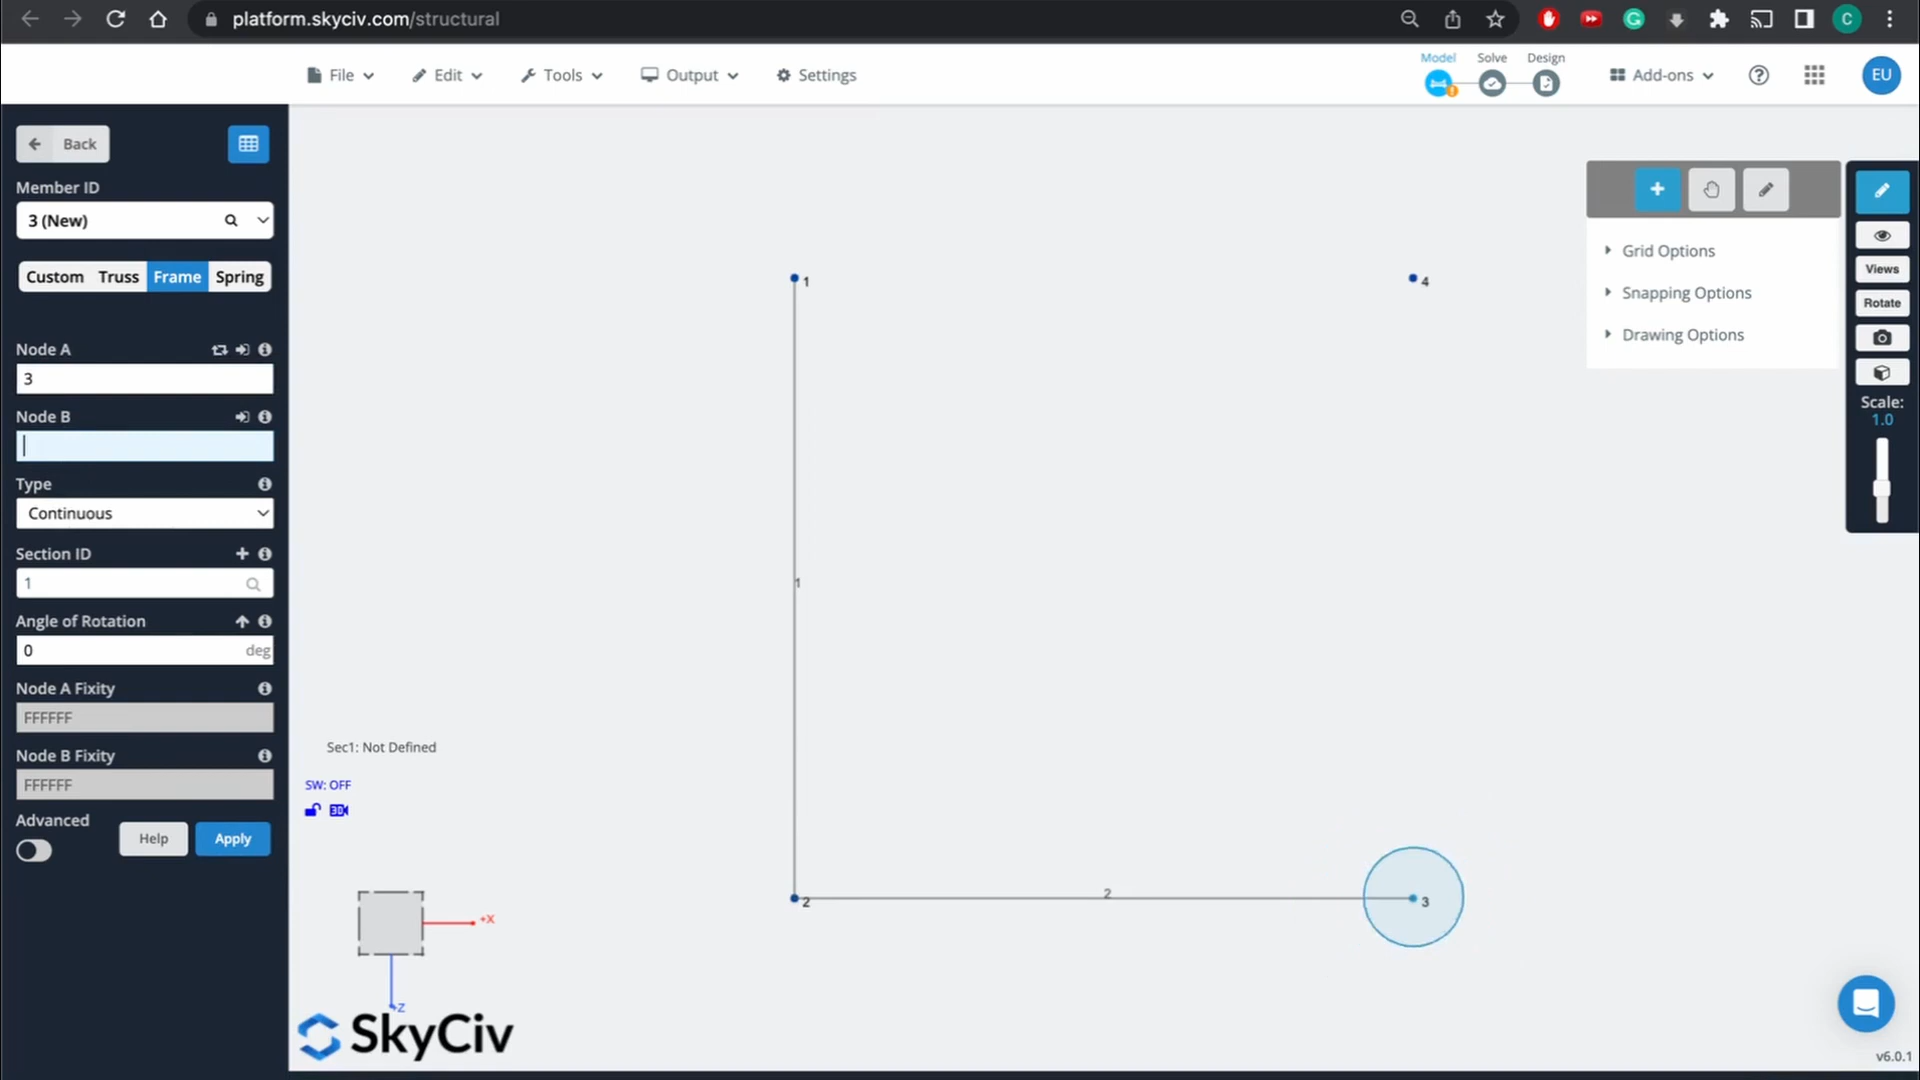 platform.skyciv.com/structural
C
File
Edit
Tools
Output
Settings
Model
Solve
Design
Add-ons
EU
Back
Member ID
3 (New)
Custom
Truss
Frame
Spring
Node A
3
Node B
Type
Continuous
Section ID
1
Angle of Rotation
0
deg
Node A Fixity
FFFFFF
Node B Fixity
FFFFFF
Advanced
Help
Apply
1
4
1
2
2
3
Sec1: Not Defined
SW: OFF
3D
+X
+Z
SkyCiv
Grid Options
Snapping Options
Drawing Options
Views
Rotate
Scale:
1.0
v6.0.1